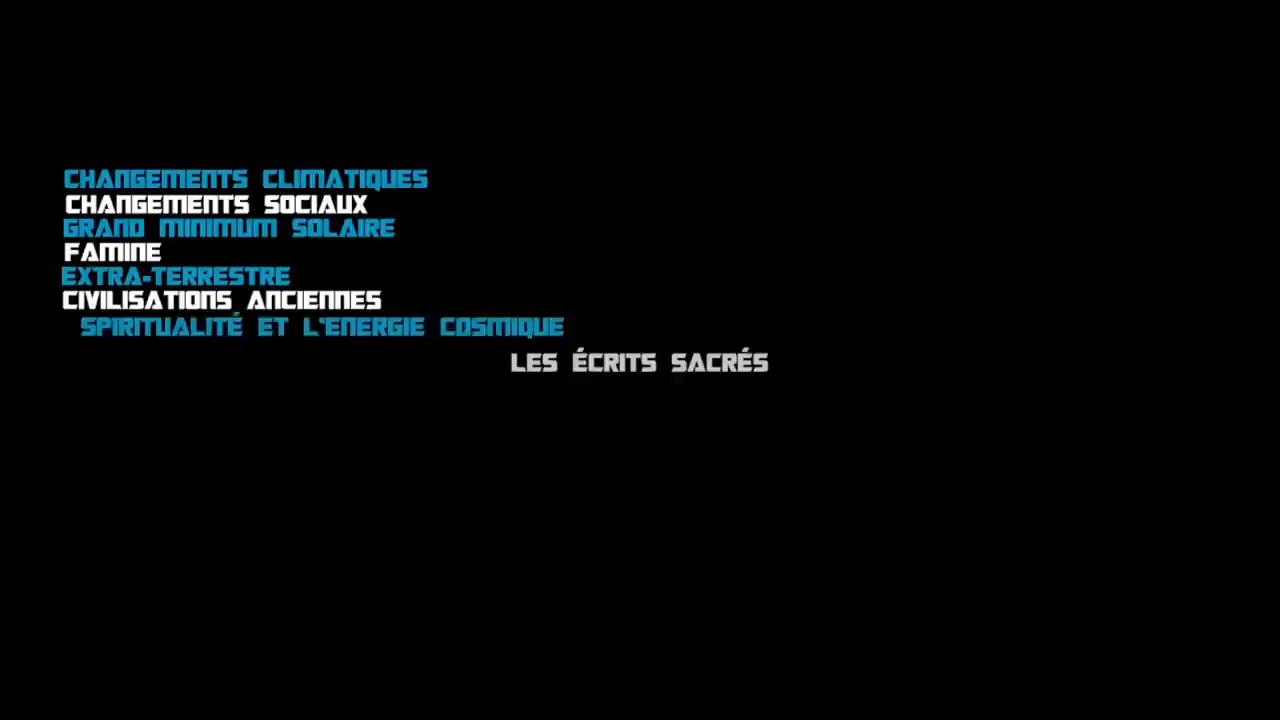 CHANGEMENTS CLIMATIQUES
CHANGEMENTS SOCIAUX
GRAND MINIMUM SOLAIRE
FAMINE
EXTRA-TERRESTRE
CIVILISATIONS ANCIENNES
SPIRITUALITÉ ET L'ENERGIE COSMIQUE
LES ÉCRITS SACRÉS